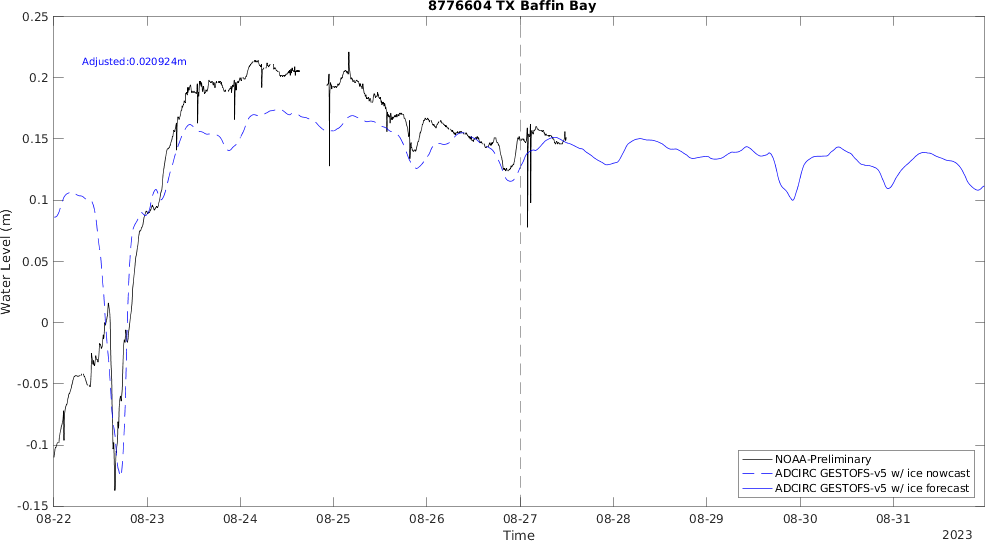 8776604 TX Baffin Bay
Adjusted:0.020924m
Water Level (m)
0.25
0.2
0.15
0.1
0.05
0
-0.05
-0.1
-0.15
NOAA-Preliminary
ADCIRC GESTOFS-v5 w/ ice nowcast
ADCIRC GESTOFS-v5 w/ ice forecast
08-22 08-23 08-24 08-25 08-26 08-27 08-28 08-29 08-30 08-31
Time
2023